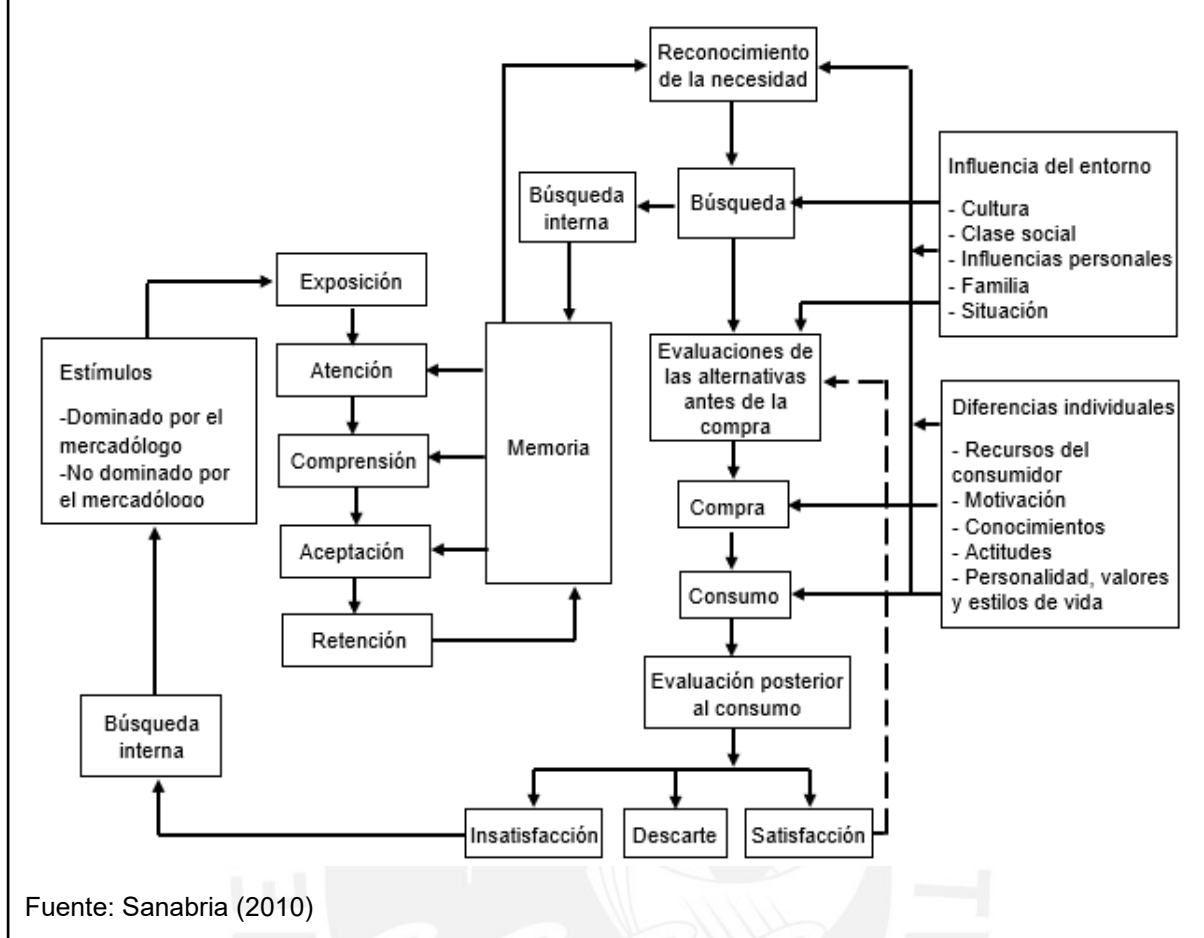 Reconocimiento
de la necesidad
Búsqueda
Búsqueda
interna
Influencia del entorno
- Cultura
- Clase social
- Influencias personales
- Familia
- Situación
Exposición
Atención
Comprensión
Aceptación
Retención
Memoria
Estímulos
-Dominado por el
mercadólogo
-No dominado por
el mercadólogo
Evaluaciones de
las alternativas
antes de la
compra
Diferencias individuales
- Recursos del
consumidor
- Motivación
- Conocimientos
- Actitudes
- Personalidad, valores
y estilos de vida
Compra
Consumo
Evaluación posterior
al consumo
Búsqueda
interna
Insatisfacción
Descarte
Satisfacción
Fuente: Sanabria (2010)